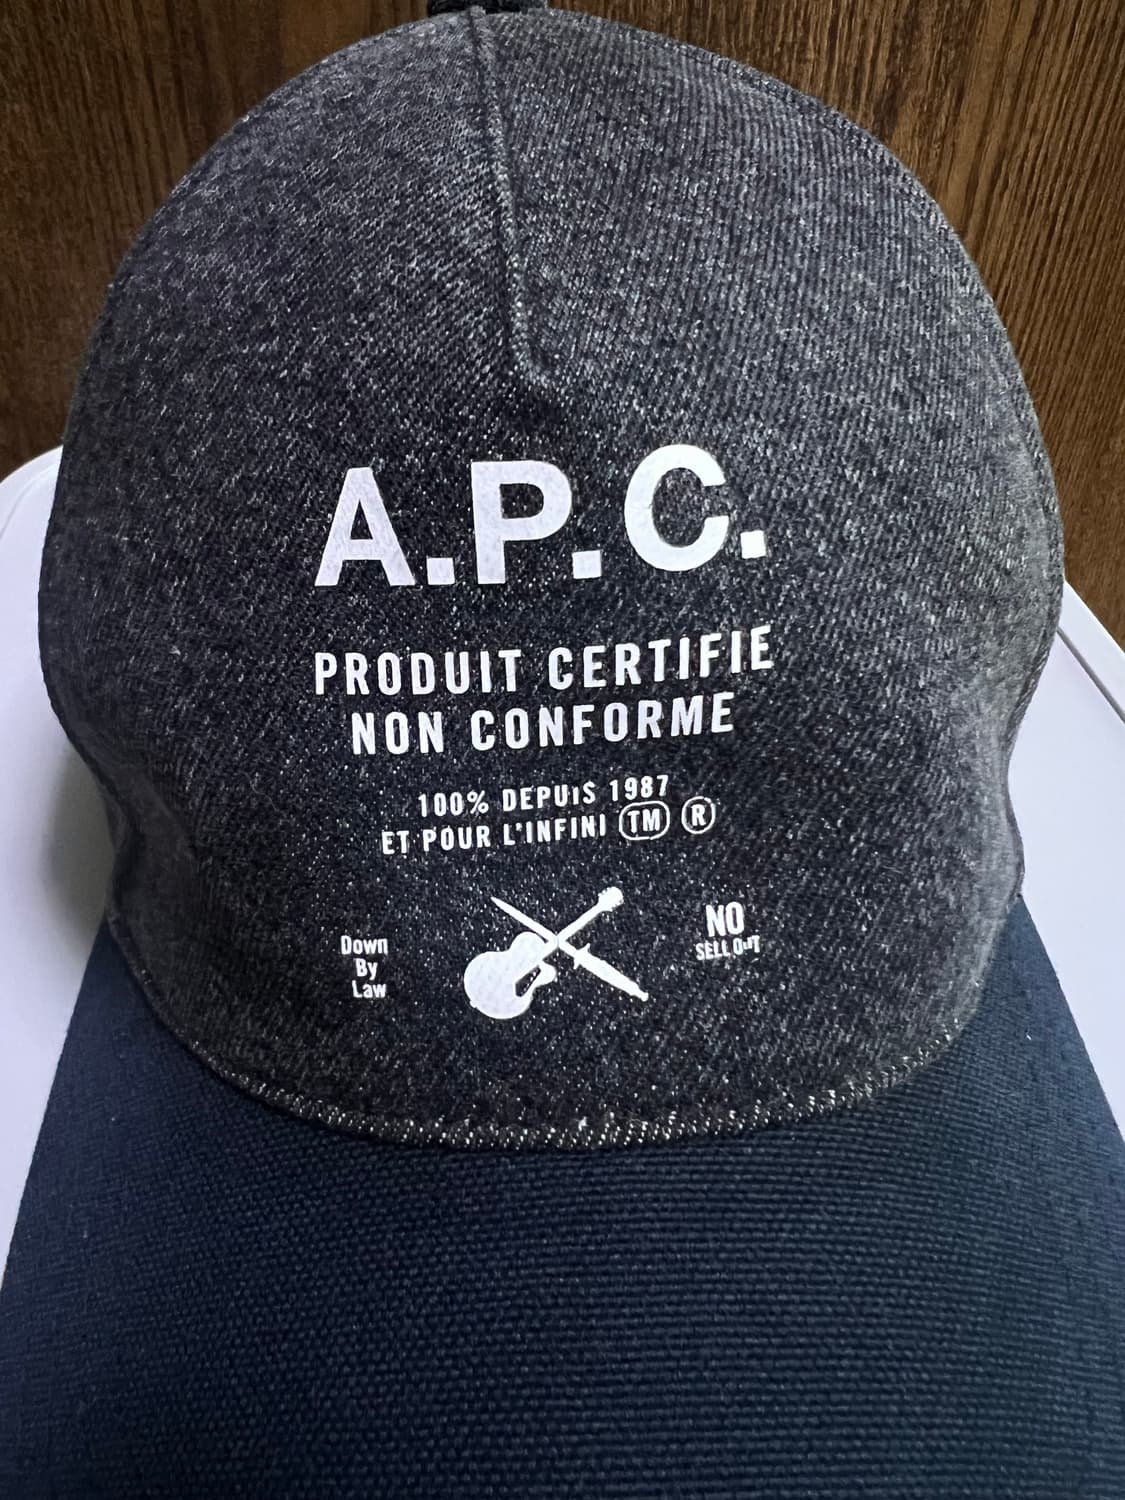 A.P.C.
PRODUIT CERTIFIE
NON CONFORME
100% DEPUiS 1987
ET POUR L'INFINI TM R
Down
By
Law
NO
SELL OuT